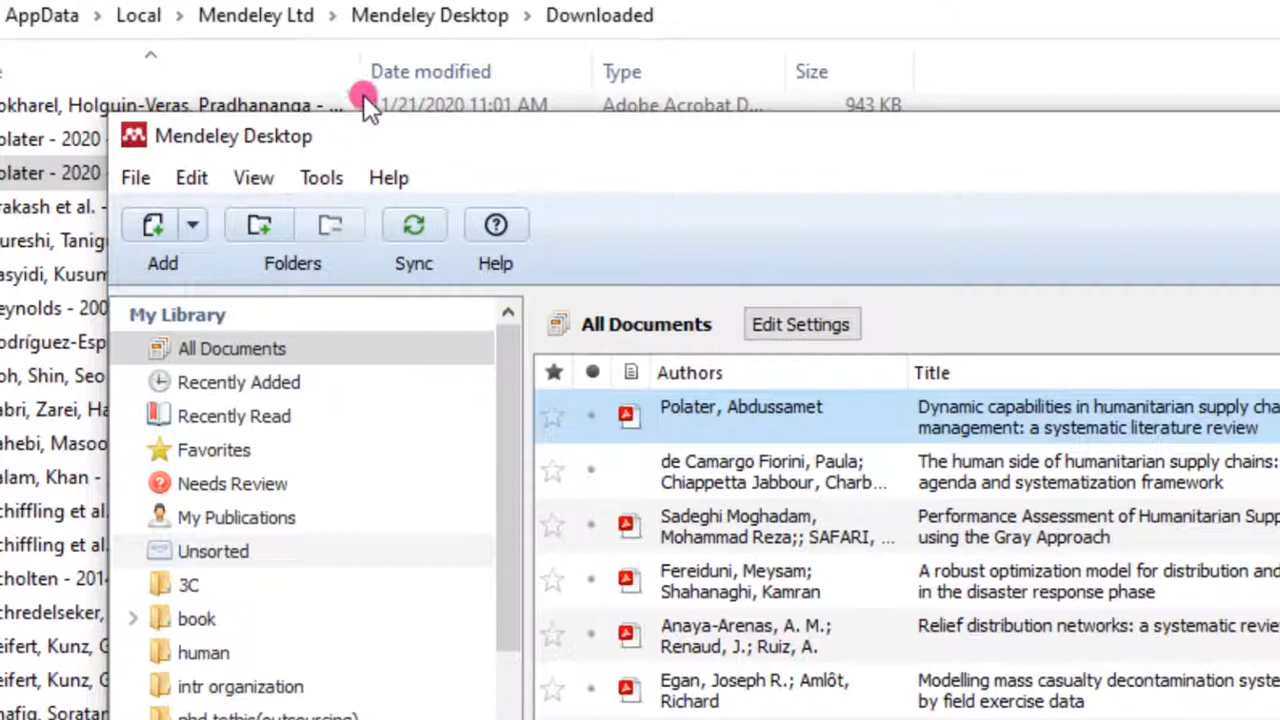 AppData > Local > Mendeley Ltd > Mendeley Desktop > Downloaded
Date modified Type Size
okharel, Holguin-Veras, Pradhananga - ... 1/21/2020 11:01 AM Adobe Acrobat D... 943 KB
olater - 2020
olater - 2020
rakash et al. -
ureshi, Tanig
asyidi, Kusum
eynolds - 200
odríguez-Esp
oh, Shin, Seo
abri, Zarei, Ha
ahebi, Masoo
alam, Khan -
chiffling et al.
chiffling et al.
cholten - 2014
chredelseker,
eifert, Kunz, G
eifert, Kunz, G
hafiq, Soratan
Mendeley Desktop
File Edit View Tools Help
Add Folders Sync Help
My Library
All Documents
Recently Added
Recently Read
Favorites
Needs Review
My Publications
Unsorted
3C
book
human
intr organization
phd tethis(outsourcing)
All Documents Edit Settings
Authors Title
Polater, Abdussamet
Dynamic capabilities in humanitarian supply cha
management: a systematic literature review
de Camargo Fiorini, Paula;
Chiappetta Jabbour, Charb...
The human side of humanitarian supply chains:
agenda and systematization framework
Sadeghi Moghadam,
Mohammad Reza;; SAFARI, ...
Performance Assessment of Humanitarian Supp
using the Gray Approach
Fereiduni, Meysam;
Shahanaghi, Kamran
A robust optimization model for distribution and
in the disaster response phase
Anaya-Arenas, A. M.;
Renaud, J.; Ruiz, A.
Relief distribution networks: a systematic revie
Egan, Joseph R.; Amlôt,
Richard
Modelling mass casualty decontamination syste
by field exercise data